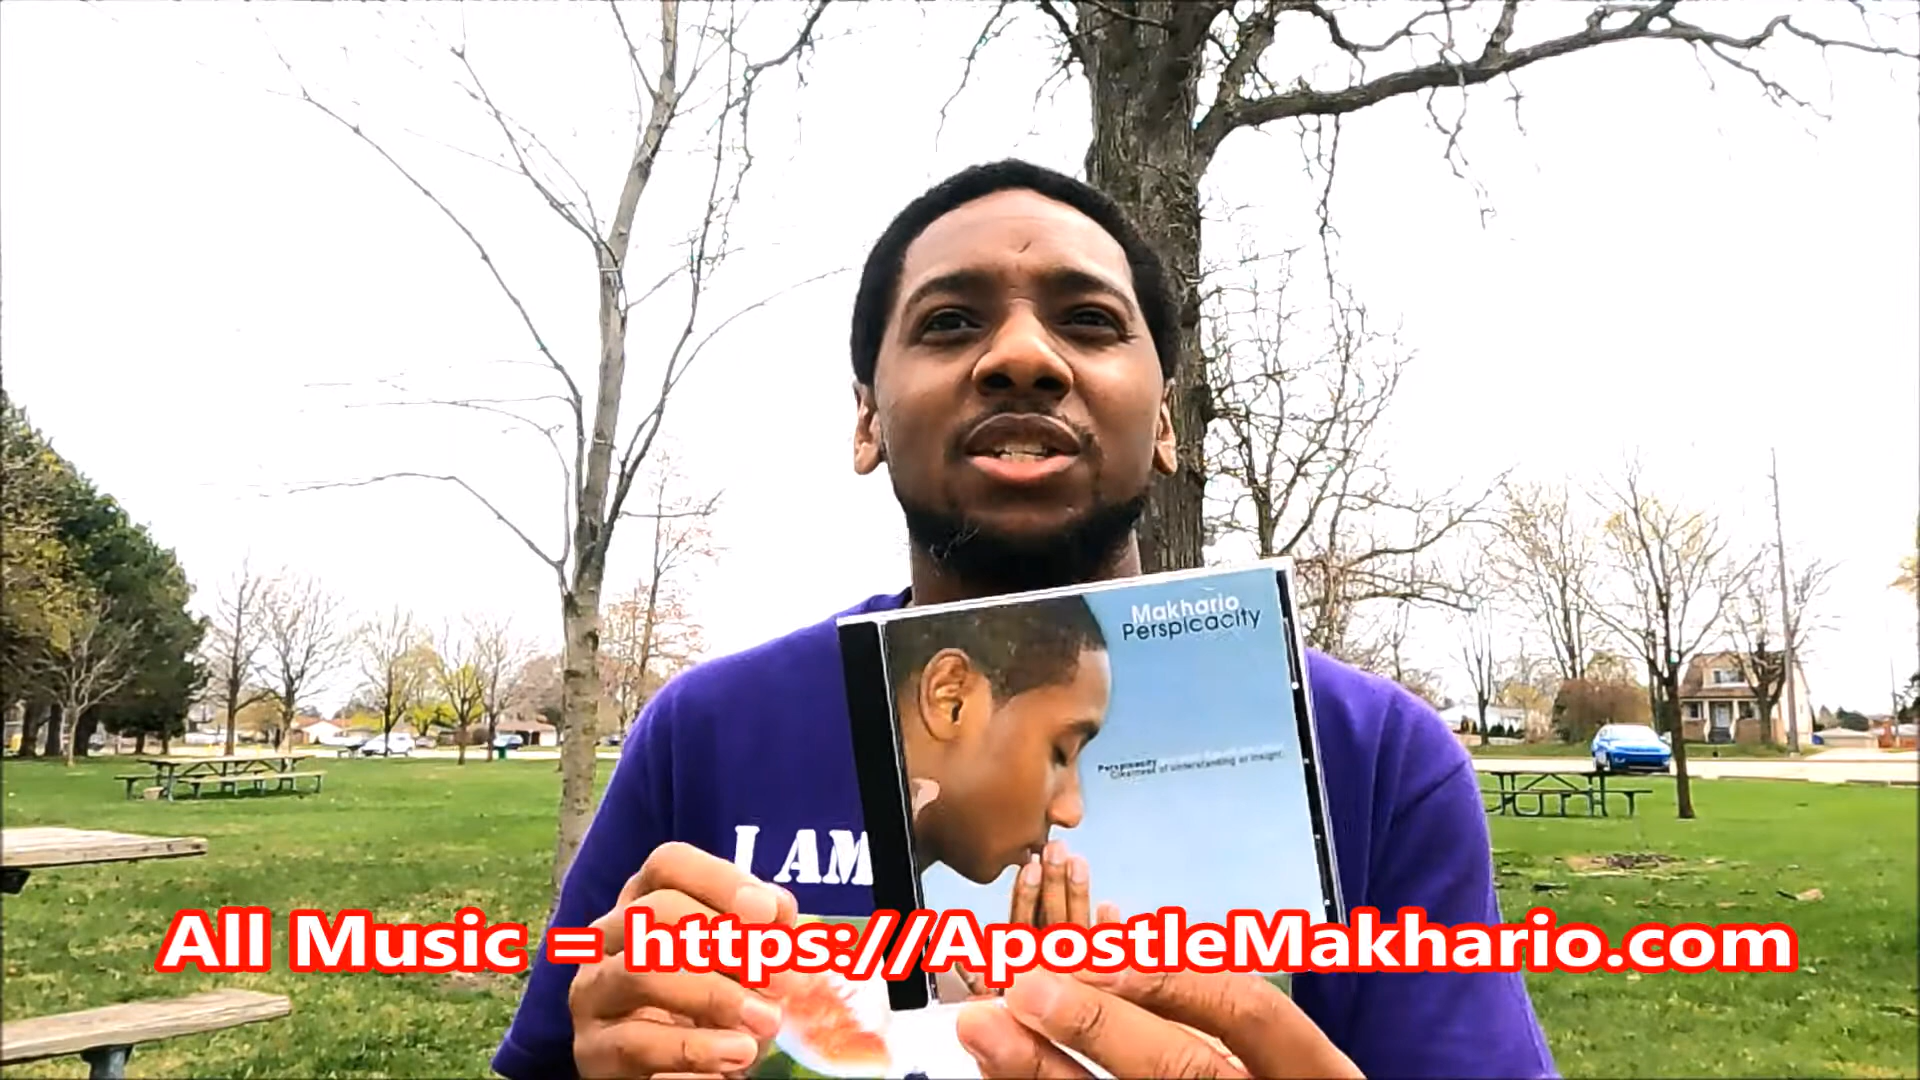 Makhario
Perspicacity
Perspicacity
Clearness of understanding or insight.
I AM
All Music = https://ApostleMakhario.com